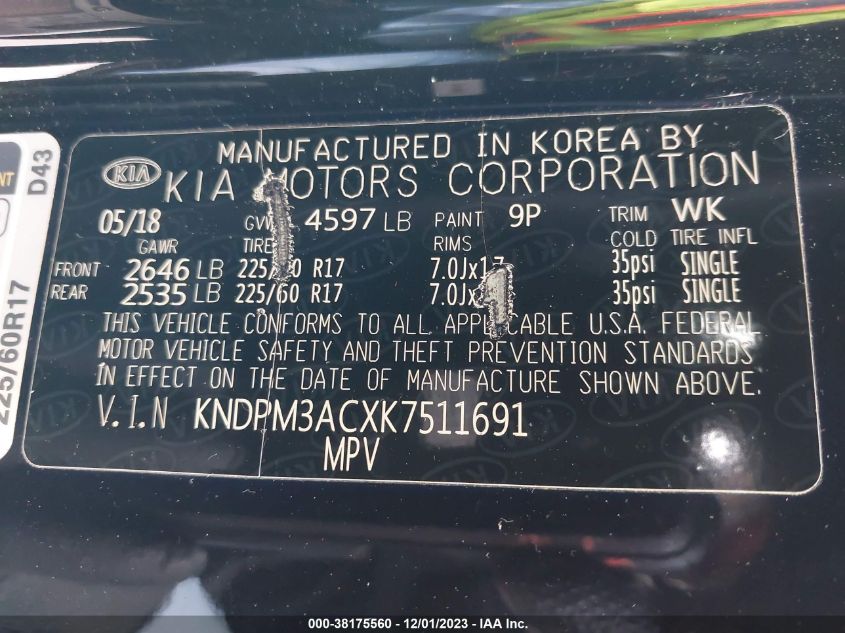 MANUFACTURED IN KOREA BY
KIA KIA MOTORS CORPORATION
05/18 4597 LB PAINT 9P TRIM WK
GAWR TIRE RIMS COLD TIRE INFL
FRONT 2646 LB R17 35psi SINGLE
REAR 2535 LB 225/60 R17 35psi SINGLE
THIS VEHICLE CONFORMS TO ALL APPLICABLE U.S.A. FEDERAL
MOTOR VEHICLE SAFETY AND THEFT PREVENTION STANDARDS
IN EFFECT ON THE DATE OF MANUFACTURE SHOWN ABOVE.
V.I.N KNDPM3ACXK7511691
MPV
D43
225/60R17
000-38175560 - 12/01/2023 - IAA Inc.